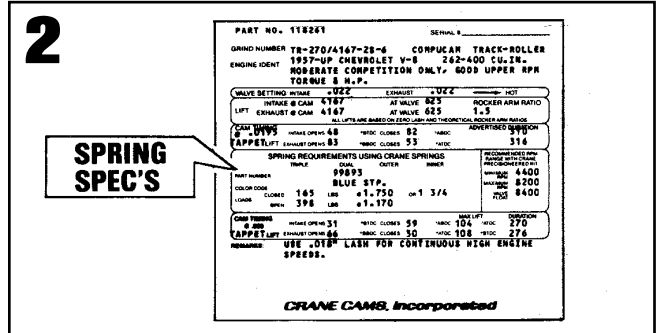 2
PART NO. 118261 SERIAL #
GRIND NUMBER TR-270/4167-2S-6 COMPUCAM TRACK-ROLLER
ENGINE IDENT 1957-UP CHEVROLET V-8 262-400 CU.IN.
MODERATE COMPETITION ONLY, GOOD UPPER RPM
TORQUE & H.P.
VALVE SETTING INTAKE .022 EXHAUST .022 HOT
LIFT INTAKE @ CAM 4167 AT VALVE 625 ROCKER ARM RATIO
EXHAUST @ CAM 4167 AT VALVE 625 1.5
ALL LIFTS ARE BASED ON ZERO LASH AND THEORETICAL ROCKER ARM RATIOS
CAM TIMING ADVERTISED DURATION
@ INTAKE OPENS 48 °BTDC CLOSES 82 °ABDC 310
TAPPET LIFT EXHAUST OPENS 83 °BBDC CLOSES 53 °ATDC 316
SPRING
SPEC'S
SPRING REQUIREMENTS USING CRANE SPRINGS
RECOMMENDED RPM
RANGE WITH CRANE
TRIPLE DUAL OUTER INNER
PART NUMBER 99893
MINIMUM RPM 4400
COLOR CODE BLUE STP.
MAXIMUM RPM 8200
LOADS CLOSED 165 LBS @1.750 OR 1 3/4
VALVE FLOAT 8400
OPEN 398 LBS @1.170
CAM TIMING MAX LIFT DURATION
@ .050 INTAKE OPENS 31 °BTDC CLOSES 59 °ABDC 104 °ATDC 270
TAPPET LIFT EXHAUST OPENS 66 °BBDC CLOSES 30 °ATDC 108 °BTDC 276
REMARKS: USE .018" LASH FOR CONTINUOUS HIGH ENGINE
SPEEDS.
CRANE CAMS, Incorporated